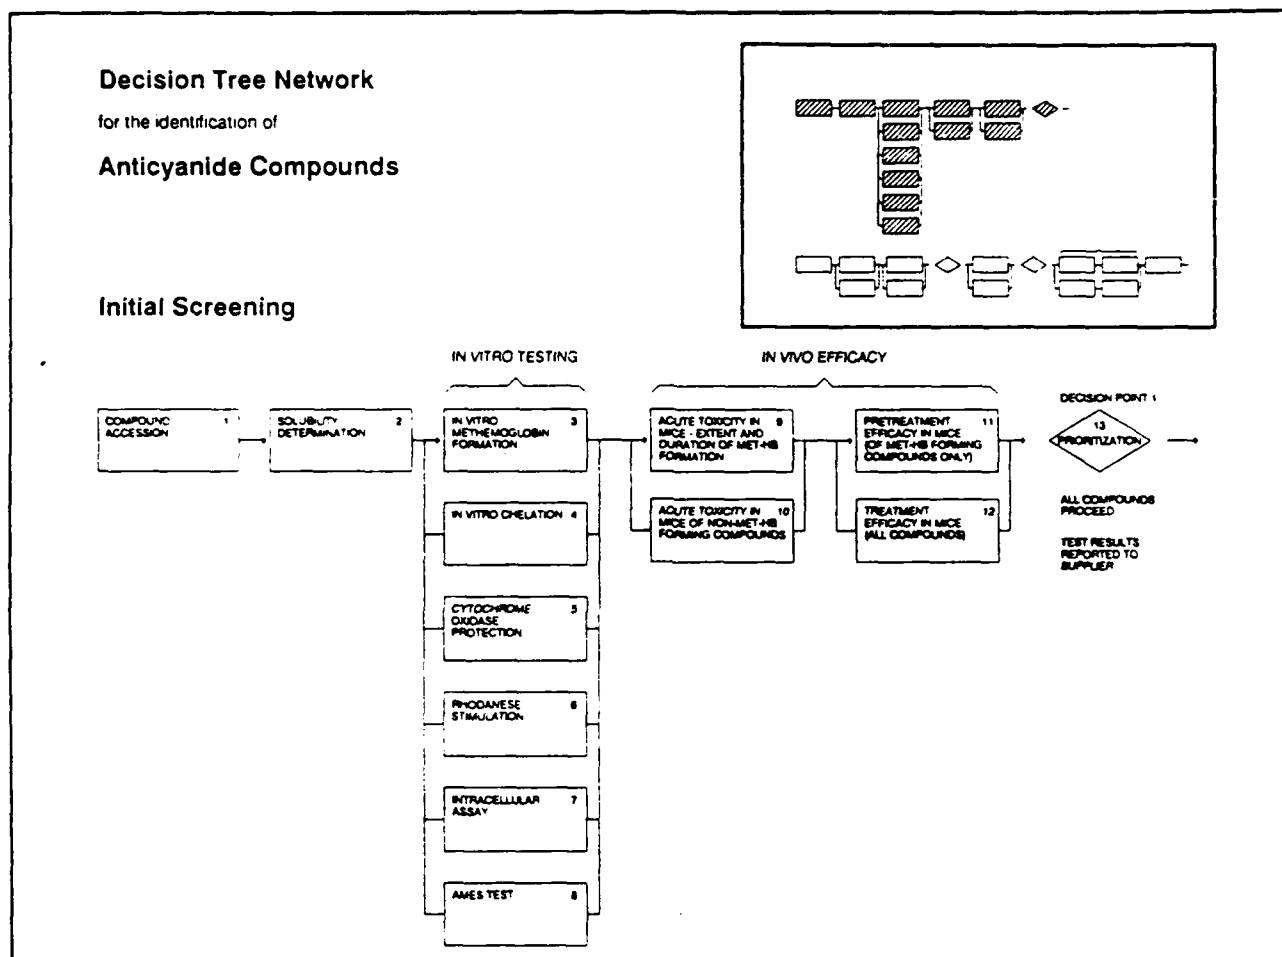 Decision Tree Network
for the identification of
Anticyanide Compounds
Initial Screening
IN VITRO TESTING
IN VIVO EFFICACY
DECISION POINT 1
COMPOUND 1
ACCESSION
SOLUBILITY 2
DETERMINATION
IN VITRO 3
METHEMOGLOBIN
FORMATION
IN VITRO CHELATION 4
CYTOCHROME 5
OXIDASE
PROTECTION
RHODANESE 6
STIMULATION
INTRACELLULAR 7
ASSAY
AMES TEST 8
ACUTE TOXICITY IN 9
MICE - EXTENT AND
DURATION OF MET-HB
FORMATION
ACUTE TOXICITY IN 10
MICE OF NON-MET-HB
FORMING COMPOUNDS
PRETREATMENT 11
EFFICACY IN MICE
(OF MET-HB FORMING
COMPOUNDS ONLY)
TREATMENT 12
EFFICACY IN MICE
(ALL COMPOUNDS)
13
PRIORITIZATION
ALL COMPOUNDS
PROCEED
TEST RESULTS
REPORTED TO
SUPPLIER